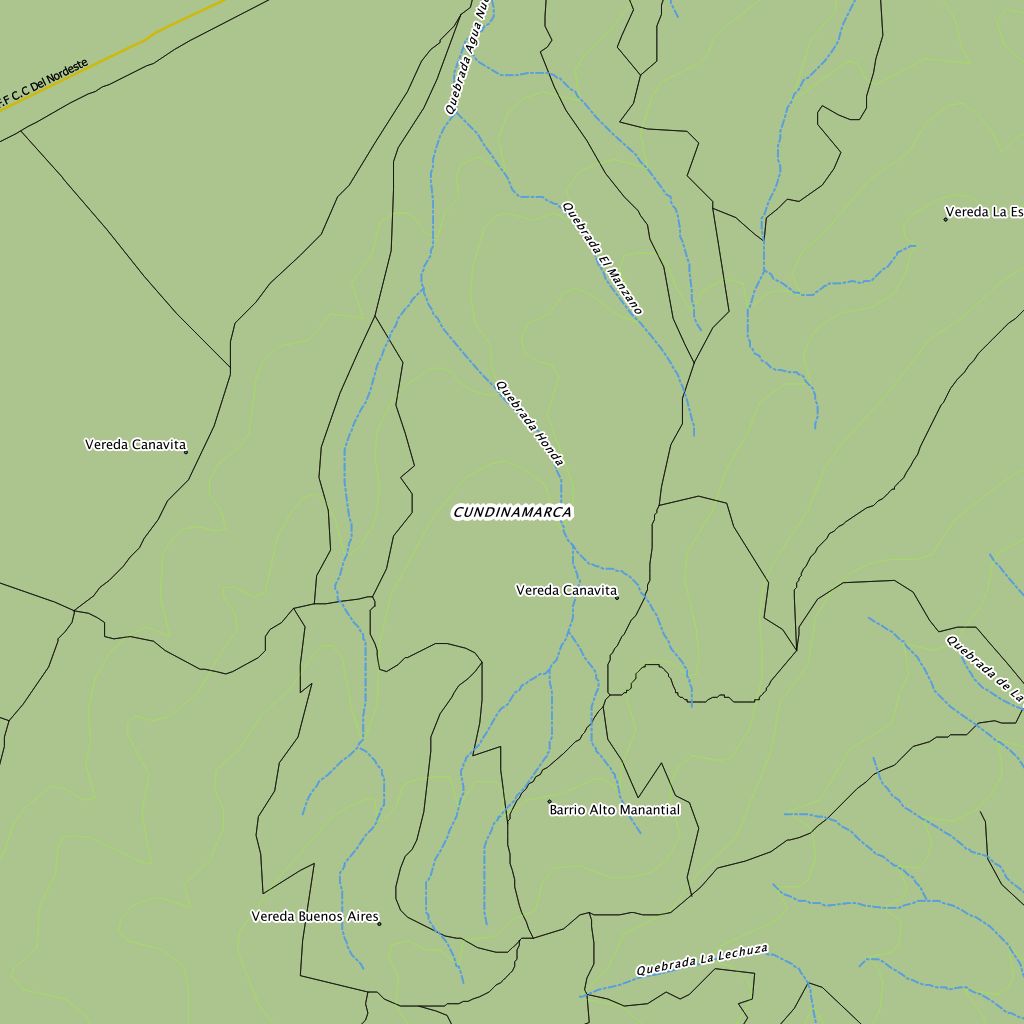 Quebrada Agua
F.F C.C Del Nordeste
Quebrada El Manzano
Vereda La Es
Quebrada Honda
Vereda Canavita
CUNDINAMARCA
Vereda Canavita
Quebrada de La
Barrio Alto Manantial
Vereda Buenos Aires
Quebrada La Lechuza